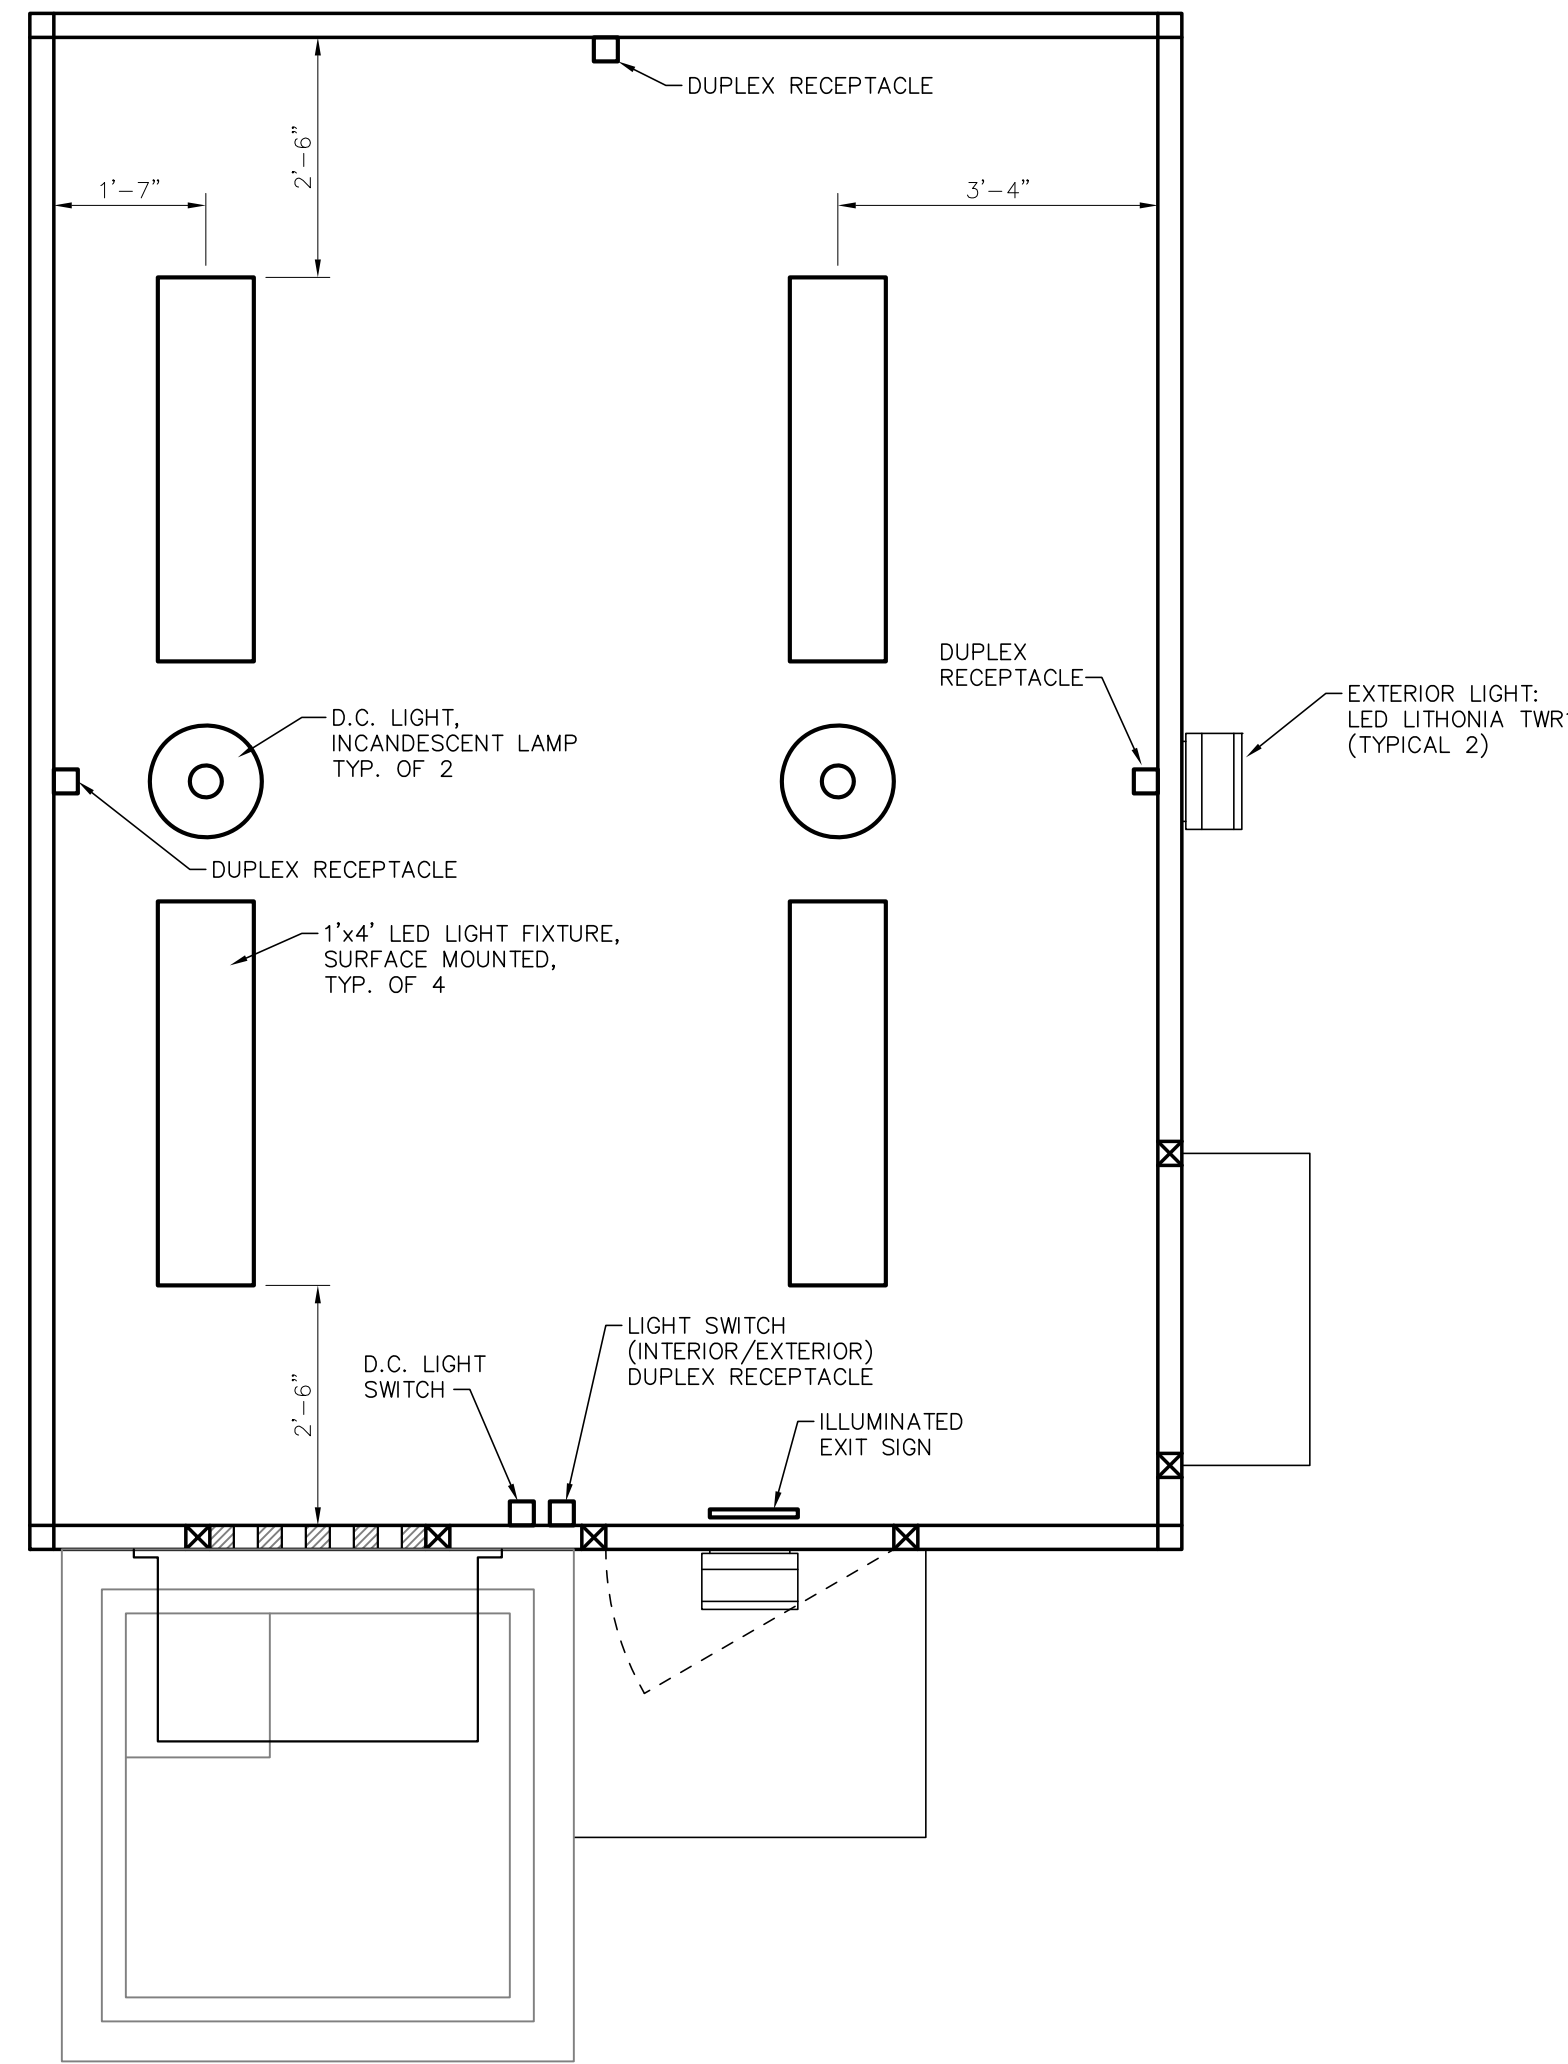 DUPLEX RECEPTACLE
2'-6"
1'-7"
3'-4"
DUPLEX
RECEPTACLE
EXTERIOR LIGHT:
LED LITHONIA
(TYPICAL 2)
D.C. LIGHT,
INCANDESCENT LAMP
TYP. OF 2
DUPLEX RECEPTACLE
1'x4' LED LIGHT FIXTURE,
SURFACE MOUNTED,
TYP. OF 4
LIGHT SWITCH
(INTERIOR/EXTERIOR)
DUPLEX RECEPTACLE
D.C. LIGHT
SWITCH
2'-6"
ILLUMINATED
EXIT SIGN